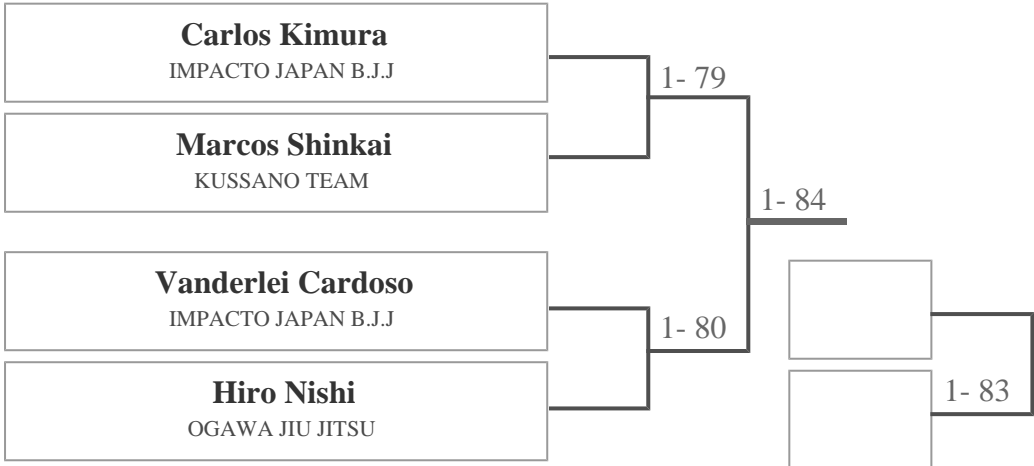 Carlos Kimura
IMPACTO JAPAN B.J.J
1- 79
Marcos Shinkai
KUSSANO TEAM
1- 84
Vanderlei Cardoso
IMPACTO JAPAN B.J.J
1- 80
Hiro Nishi
OGAWA JIU JITSU
1- 83